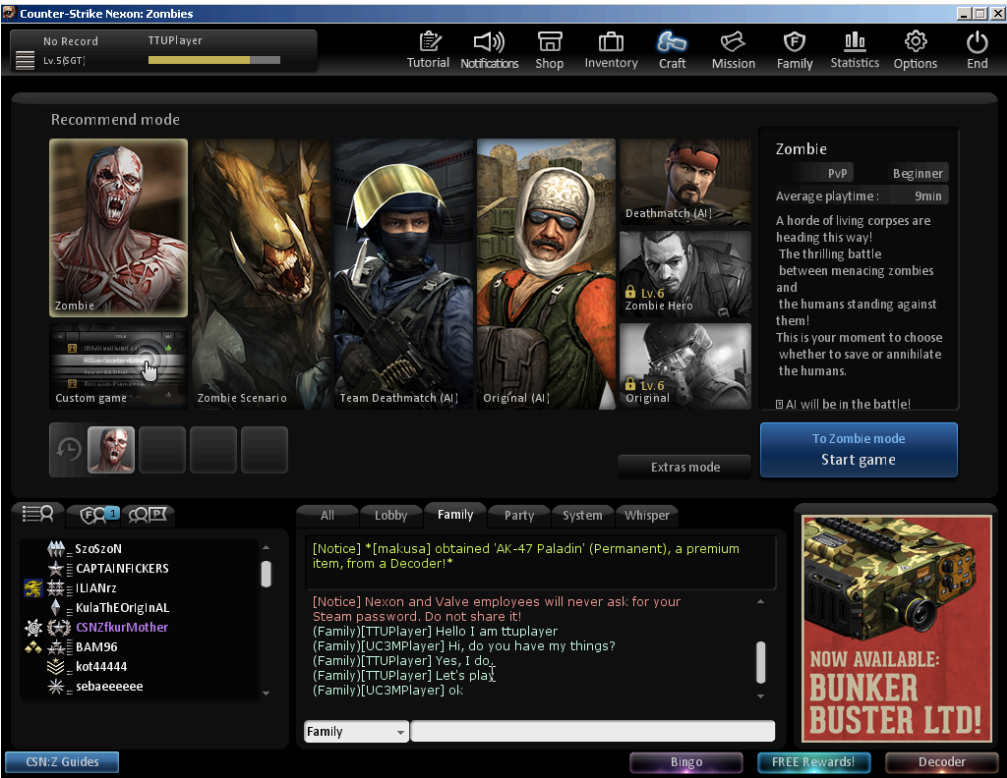 Counter-Strike Nexon: Zombies
No Record
TTUPlayer
Lv.5(SGT)
Tutorial
Notifications
Shop
Inventory
Craft
Mission
Family
Statistics
Options
End
Recommend mode
Zombie
Custom game
Zombie Scenario
Team Deathmatch (AI)
Original (AI)
Deathmatch (AI)
Lv.6
Zombie Hero
Lv.6
Original
Zombie
PvP
Beginner
Average playtime :
9min
A horde of living corpses are
heading this way!
The thrilling battle
between menacing zombies
and
the humans standing against
them!
This is your moment to choose
whether to save or annihilate
the humans.
AI will be in the battle!
Extras mode
To Zombie mode
Start game
1
_SzoSzoN
CAPTAINFICKERS
_ILIANrz
_KulaThEOrIgInAL
CSNZfkurMother
BAM96
_kot44444
_sebaeeeeee
All
Lobby
Family
Party
System
Whisper
[Notice] *[makusa] obtained 'AK-47 Paladin' (Permanent), a premium
item, from a Decoder!*
[Notice] Nexon and Valve employees will never ask for your
Steam password. Do not share it!
(Family)[TTUPlayer] Hello I am ttuplayer
(Family)[UC3MPlayer] Hi, do you have my things?
(Family)[TTUPlayer] Yes, I do
(Family)[TTUPlayer] Let's play
(Family)[UC3MPlayer] ok
Family
NOW AVAILABLE:
BUNKER
BUSTER LTD!
CSN:Z Guides
Bingo
FREE Rewards!
Decoder